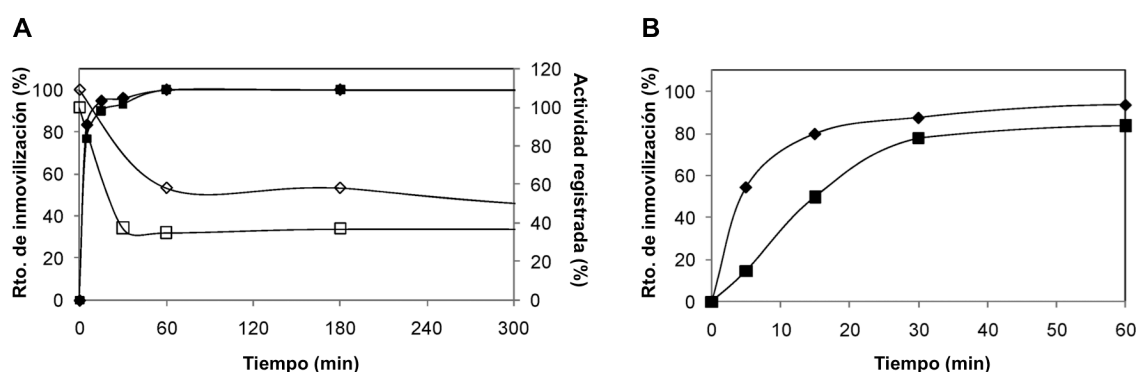 A
Rto. de inmovilización (%)
100
80
60
40
20
0
0 60 120 180 240 300
Tiempo (min)
120
100
80
60
40
20
0
Actividad registrada (%)
B
Rto. de inmovilización (%)
100
80
60
40
20
0
0 10 20 30 40 50 60
Tiempo (min)